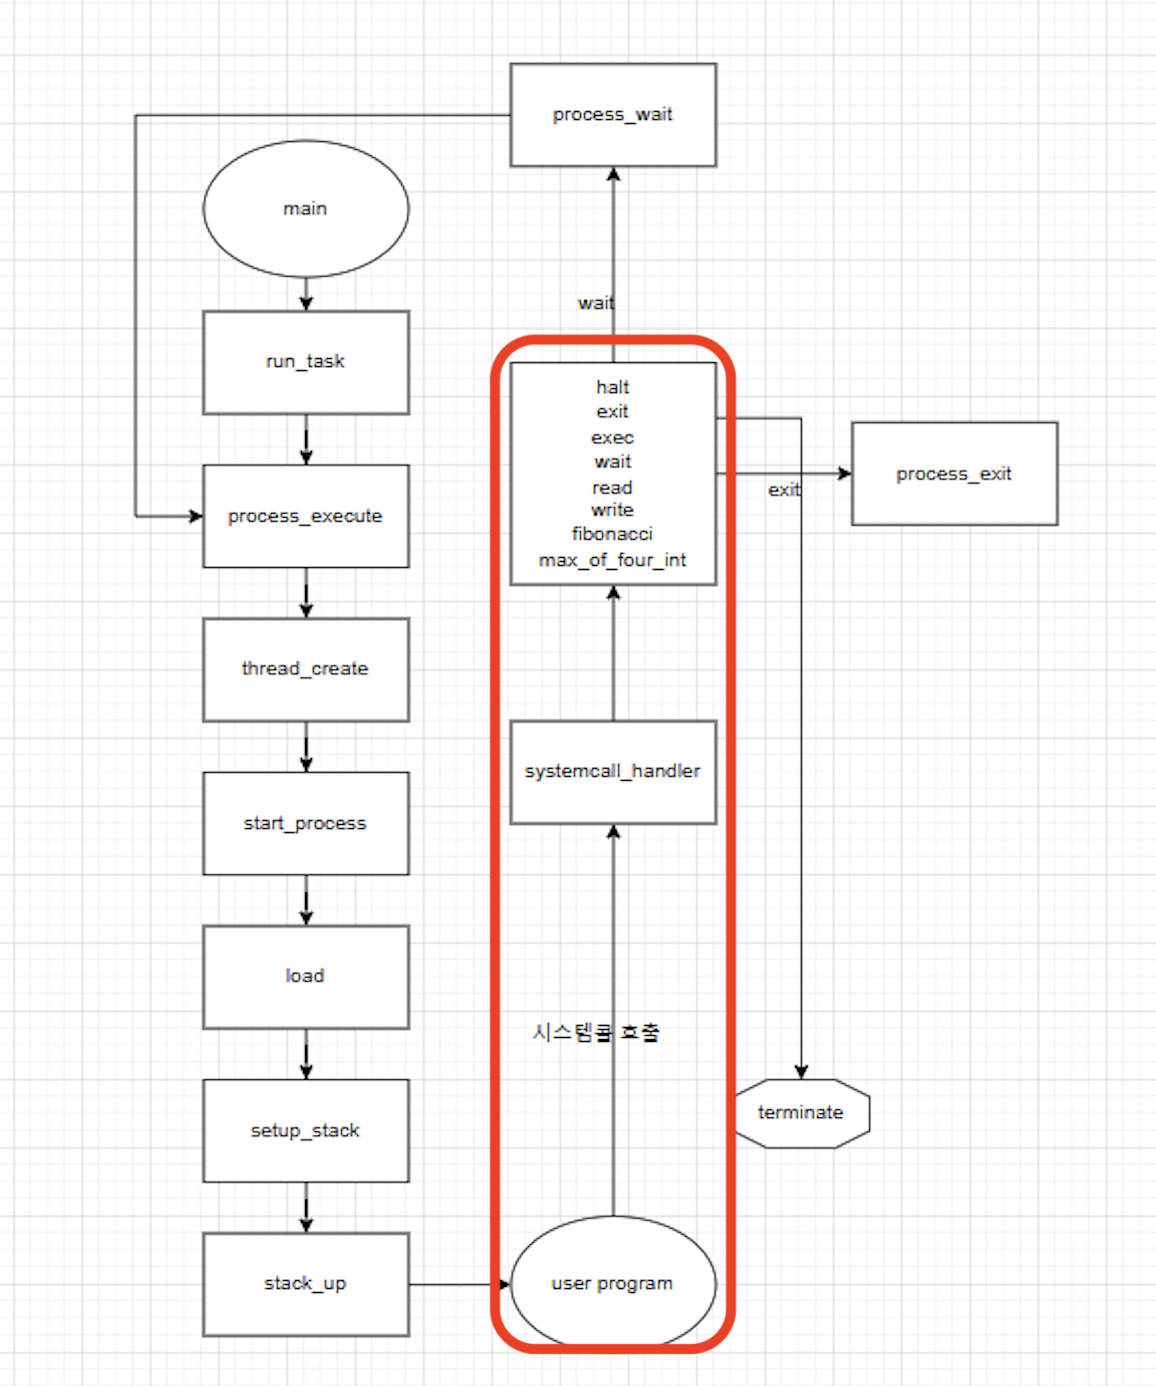 process_wait
main
wait
run_task
halt
exit
exec
wait
read
write
fibonacci
max_of_four_int
process_exit
exit
process_execute
thread_create
systemcall_handler
start_process
load
시스템콜 호출
terminate
setup_stack
stack_up
user program